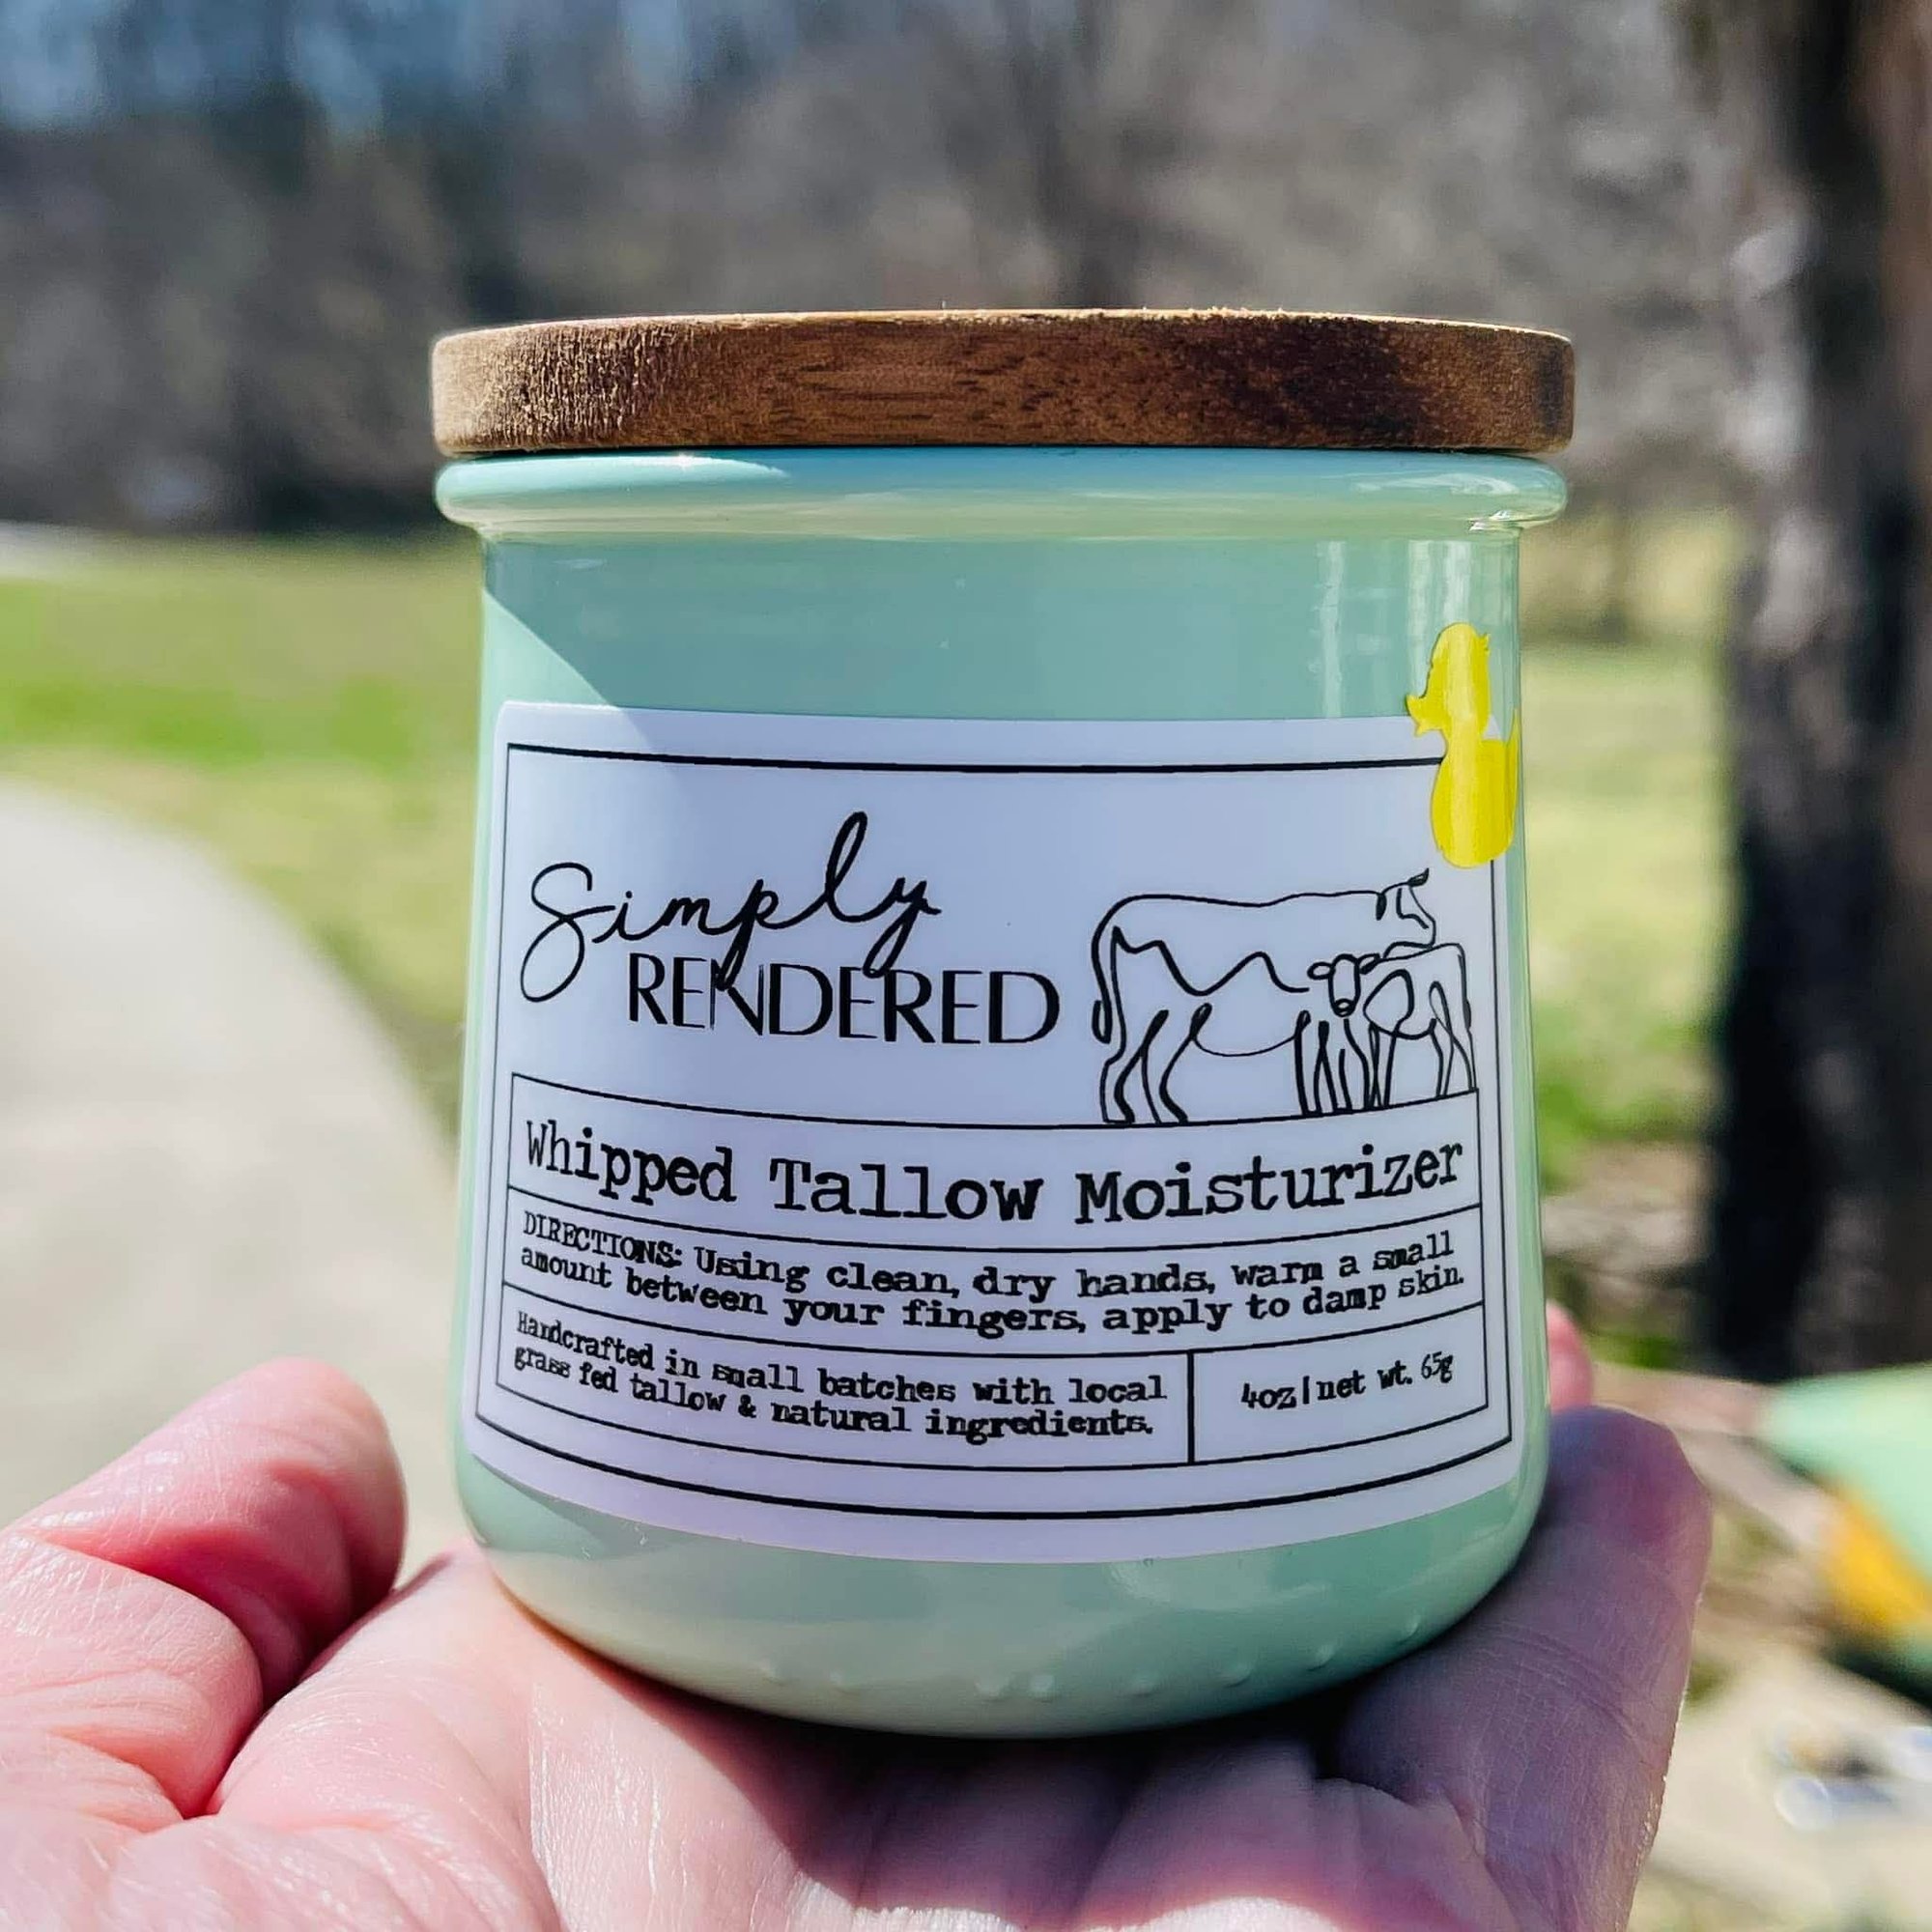 Simply
RENDERED
Whipped Tallow Moisturizer
DIRECTIONS: Using clean, dry hands, warm a small
amount between your fingers, apply to damp skin.
Handcrafted in small batches with local
grass fed tallow & natural ingredients.
4oz | net wt. 65g